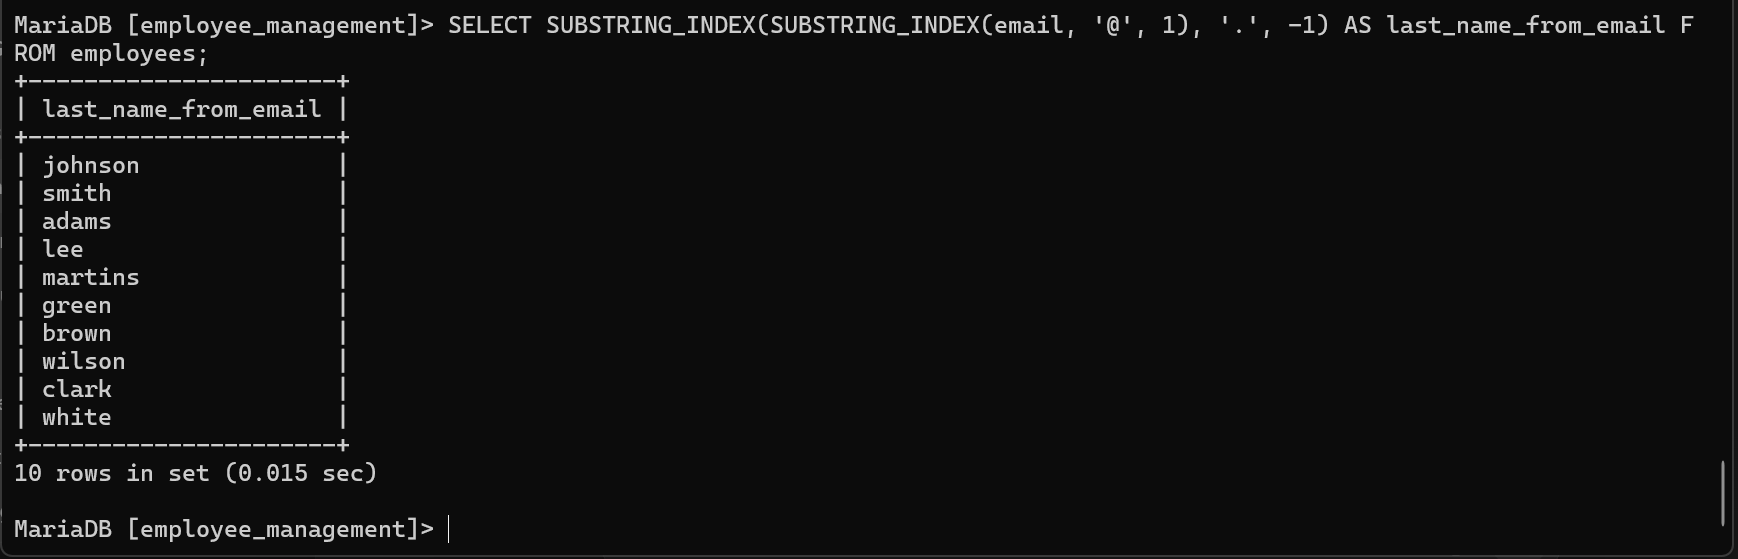 MariaDB [employee_management]> SELECT SUBSTRING_INDEX(SUBSTRING_INDEX(email, '@', 1), '.', -1) AS last_name_from_email F
ROM employees;
+----------------------+
| last_name_from_email |
+----------------------+
| johnson              |
| smith                |
| adams                |
| lee                  |
| martins              |
| green                |
| brown                |
| wilson               |
| clark                |
| white                |
+----------------------+
10 rows in set (0.015 sec)

MariaDB [employee_management]>